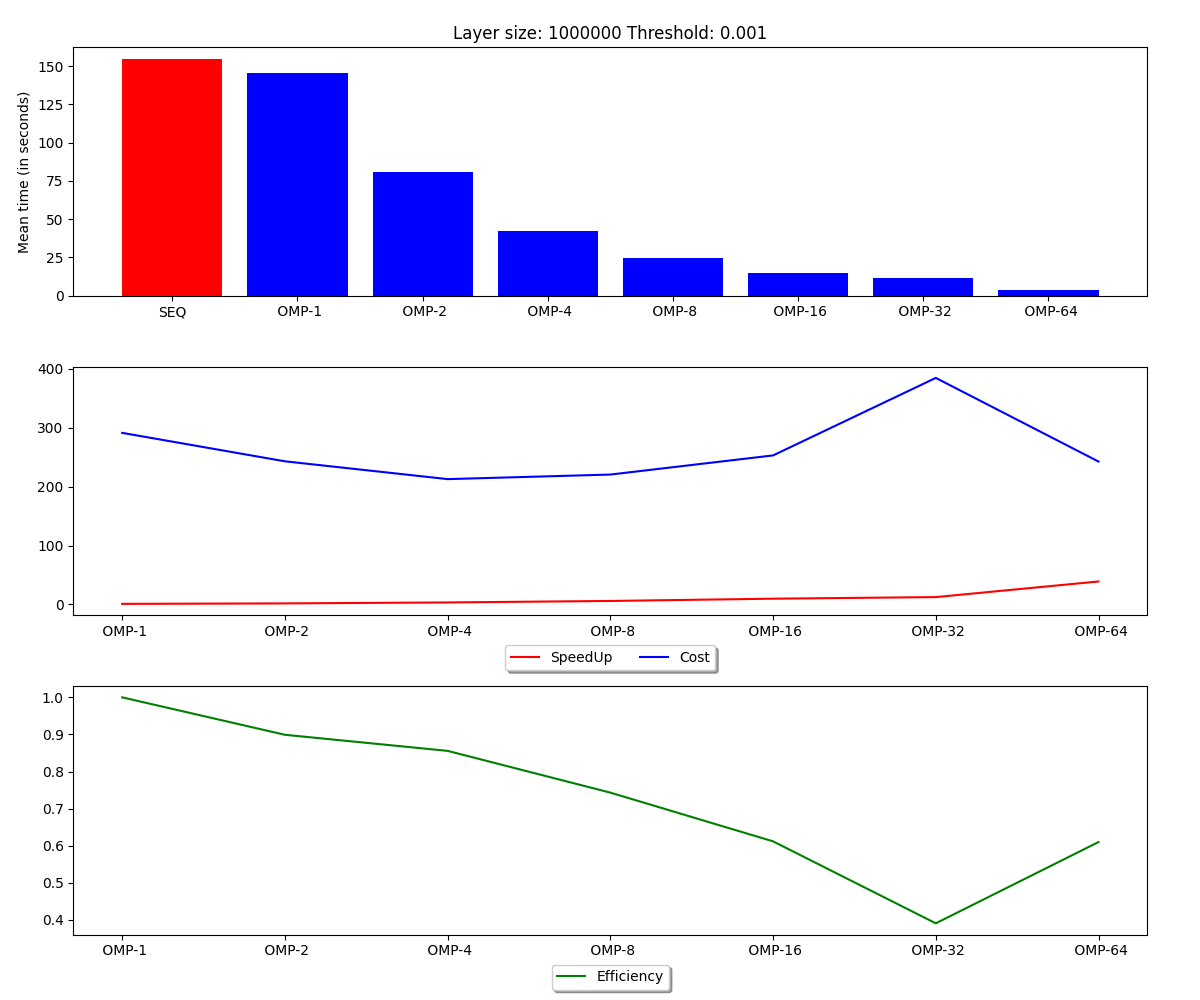 Layer size: 1000000 Threshold: 0.001
Mean time (in seconds)
150
125
100
75
50
25
0
SEQ OMP-1 OMP-2 OMP-4 OMP-8 OMP-16 OMP-32 OMP-64
400
300
200
100
0
OMP-1 OMP-2 OMP-4 OMP-8 OMP-16 OMP-32 OMP-64
SpeedUp Cost
1.0
0.9
0.8
0.7
0.6
0.5
0.4
OMP-1 OMP-2 OMP-4 OMP-8 OMP-16 OMP-32 OMP-64
Efficiency